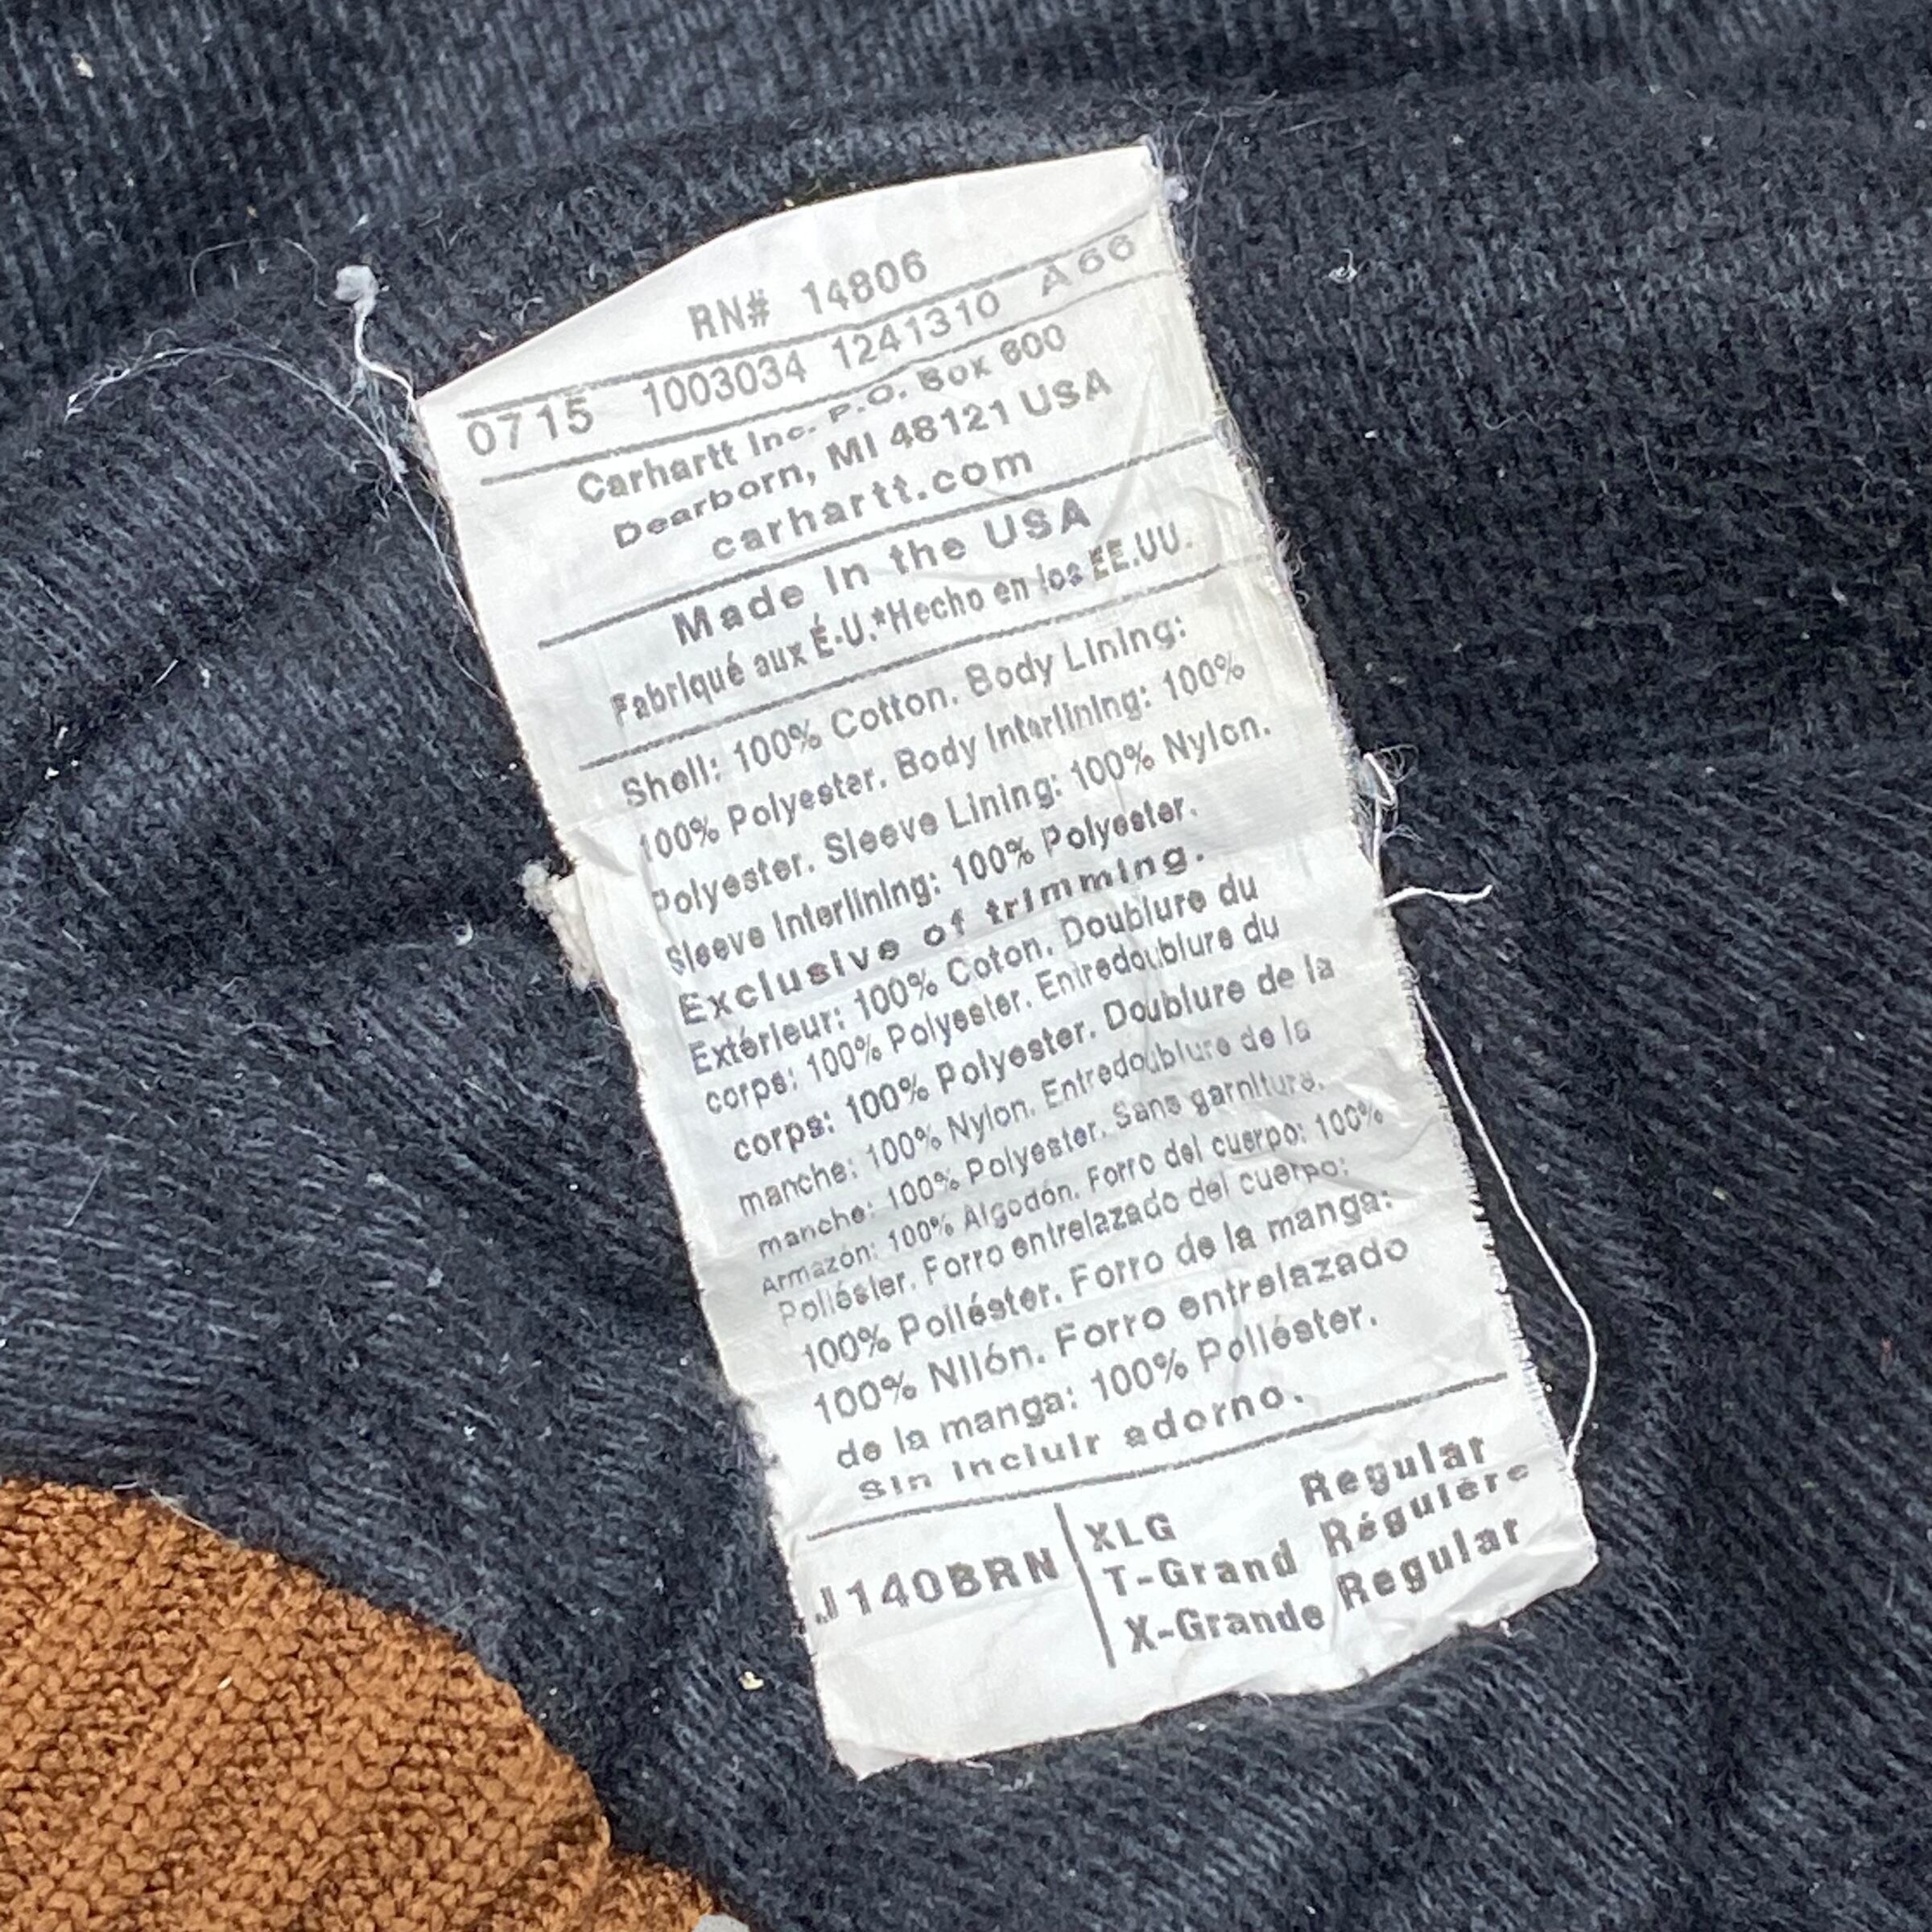 RN# 14806
0715 1003034 1241310 A66
Carhartt Inc. P.O. Box 600
Dearborn, MI 48121 USA
carhartt.com
Made in the USA
Fabriqué aux É.-U.*Hecho en los EE.UU.
Shell: 100% Cotton. Body Lining:
100% Polyester. Body Interlining: 100%
Polyester. Sleeve Lining: 100% Nylon.
Sleeve Interlining: 100% Polyester.
Exclusive of trimming.
Extérieur: 100% Coton. Doublure du
corps: 100% Polyester. Entredoublure du
corps: 100% Polyester. Doublure de la
manche: 100% Nylon. Entredoublure de la
manche: 100% Polyester. Sans garniture.
Armazón: 100% Algodón. Forro del cuerpo: 100%
Poliéster. Forro entrelazado del cuerpo:
100% Poliéster. Forro de la manga:
100% Nilón. Forro entrelazado
de la manga: 100% Poliéster.
Sin incluir adorno.
J140BRN
XLG Regular
T-Grand Régulière
X-Grande Regular